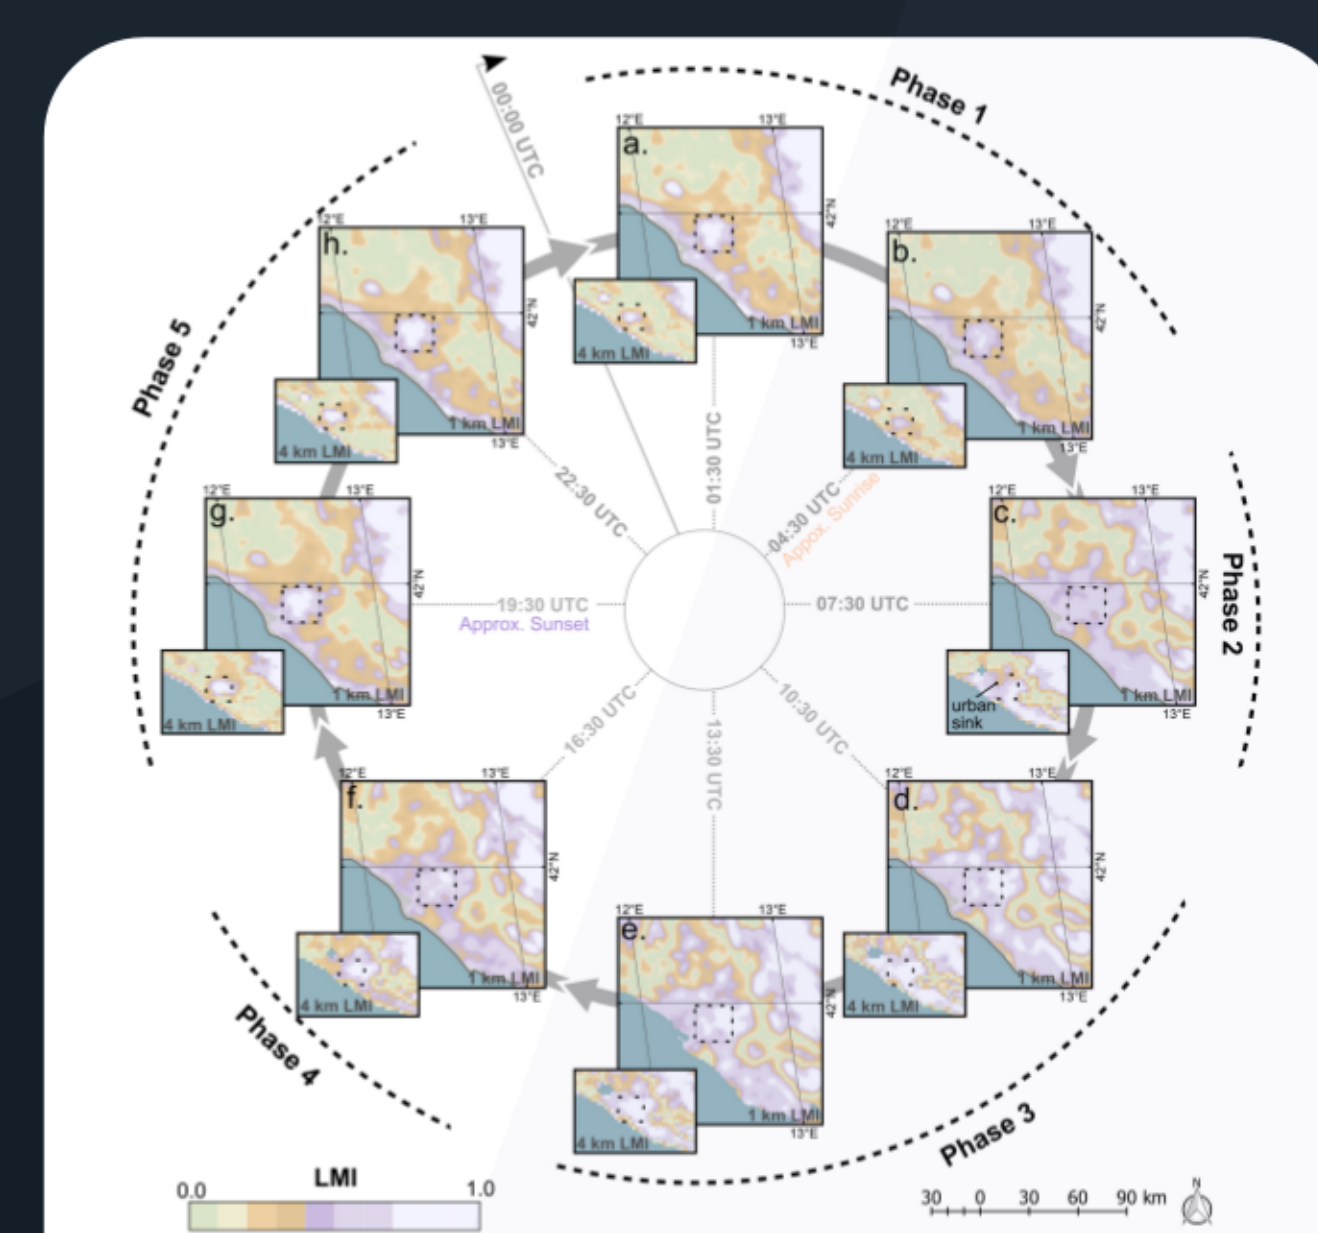 Phase 1
00:00 UTC
12°E 13°E
a.
42°N
1 km LMI
13°E
4 km LMI
12°E 13°E
b.
42°N
1 km LMI
13°E
4 km LMI
Phase 5
12°E 13°E
h.
42°N
1 km LMI
13°E
4 km LMI
01:30 UTC
22:30 UTC
04:30 UTC
Appox. Sunrise
12°E 13°E
g.
42°N
1 km LMI
13°E
4 km LMI
19:30 UTC
Approx. Sunset
07:30 UTC
12°E 13°E
c.
42°N
1 km LMI
13°E
urban
sink
Phase 2
16:30 UTC
13:30 UTC
10:30 UTC
12°E 13°E
f.
42°N
1 km LMI
13°E
4 km LMI
12°E 13°E
e.
42°N
1 km LMI
13°E
4 km LMI
12°E 13°E
d.
42°N
1 km LMI
13°E
4 km LMI
Phase 4
Phase 3
LMI
0.0 1.0
30 0 30 60 90 km
N